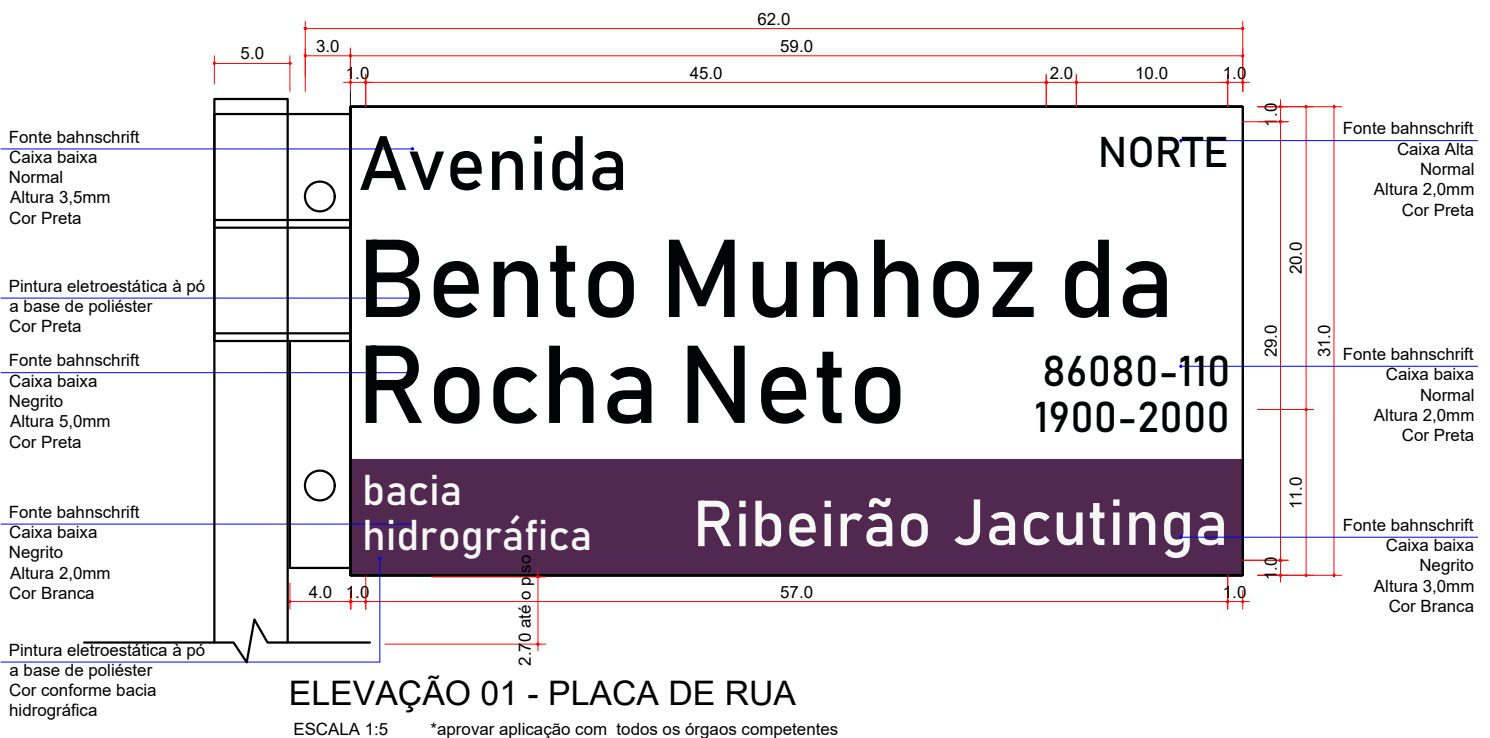 62.0
5.0
3.0
59.0
1.0
45.0
2.0
10.0
1.0
Fonte bahnschrift
Caixa baixa
Normal
Altura 3,5mm
Cor Preta
Pintura eletroestática à pó
a base de poliéster
Cor Preta
Fonte bahnschrift
Caixa baixa
Negrito
Altura 5,0mm
Cor Preta
Fonte bahnschrift
Caixa baixa
Negrito
Altura 2,0mm
Cor Branca
Pintura eletroestática à pó
a base de poliéster
Cor conforme bacia
hidrográfica
Avenida
NORTE
Bento Munhoz da
Rocha Neto
86080-110
1900-2000
bacia
hidrográfica
Ribeirão Jacutinga
1.0
20.0
29.0
31.0
11.0
1.0
Fonte bahnschrift
Caixa Alta
Normal
Altura 2,0mm
Cor Preta
Fonte bahnschrift
Caixa baixa
Normal
Altura 2,0mm
Cor Preta
Fonte bahnschrift
Caixa baixa
Negrito
Altura 3,0mm
Cor Branca
4.0
1.0
57.0
1.0
2.70 até o piso
ELEVAÇÃO 01 - PLACA DE RUA
ESCALA 1:5 *aprovar aplicação com todos os órgaos competentes